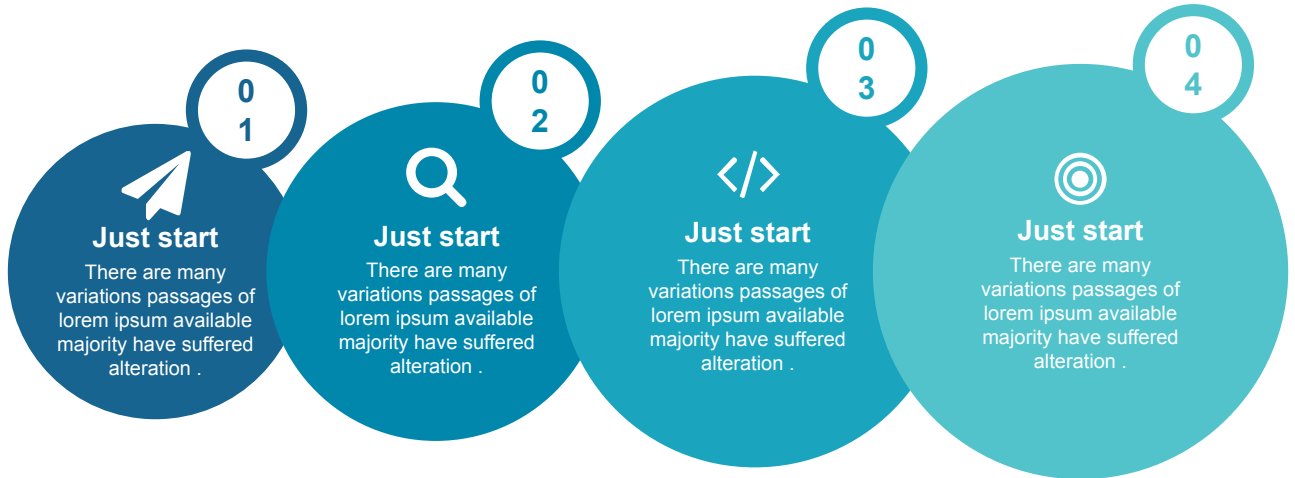 0
1
Just start
There are many
variations passages of
lorem ipsum available
majority have suffered
alteration .
0
2
Just start
There are many
variations passages of
lorem ipsum available
majority have suffered
alteration .
0
3
Just start
There are many
variations passages of
lorem ipsum available
majority have suffered
alteration .
0
4
Just start
There are many
variations passages of
lorem ipsum available
majority have suffered
alteration .